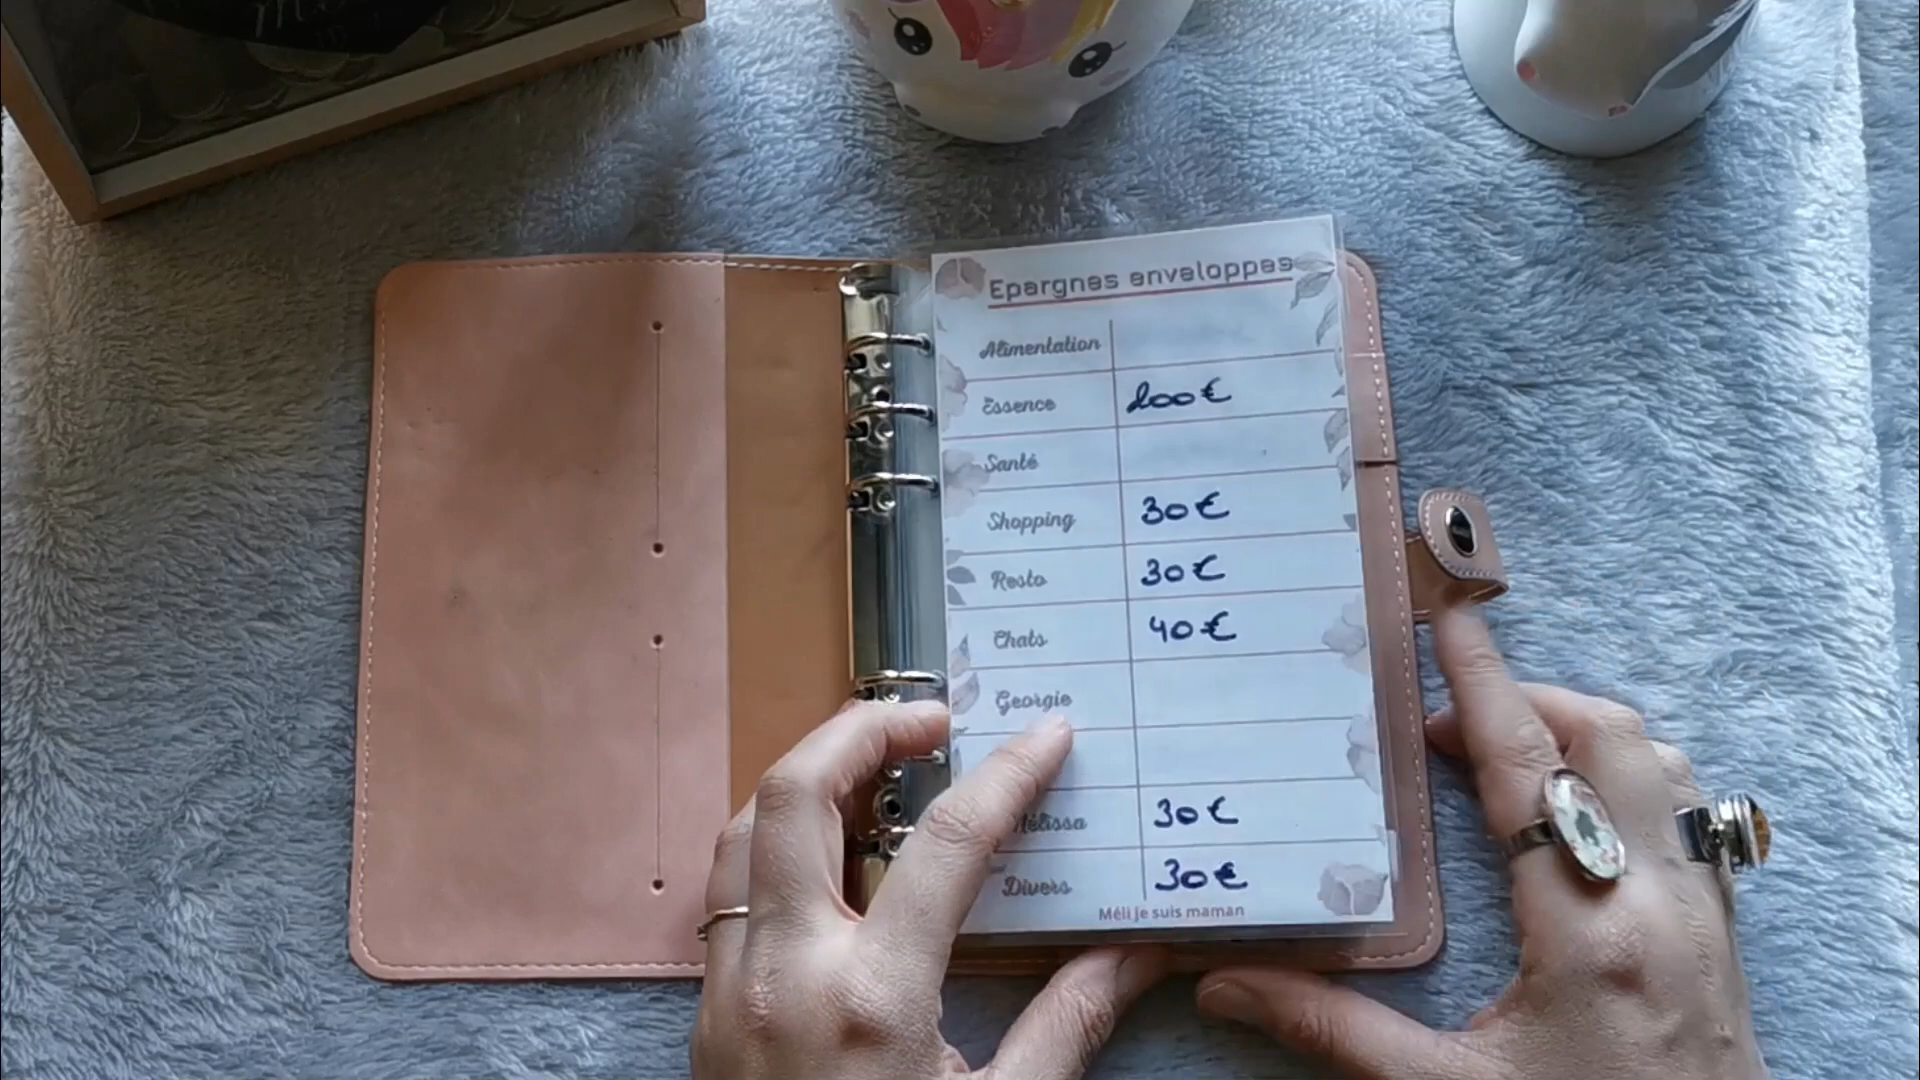 Epargnes enveloppes
Alimentation
Essence 200€
Santé
Shopping 30€
Resto 30€
Chats 40€
Georgie
Mélissa 30€
Divers 30€
Méli je suis maman